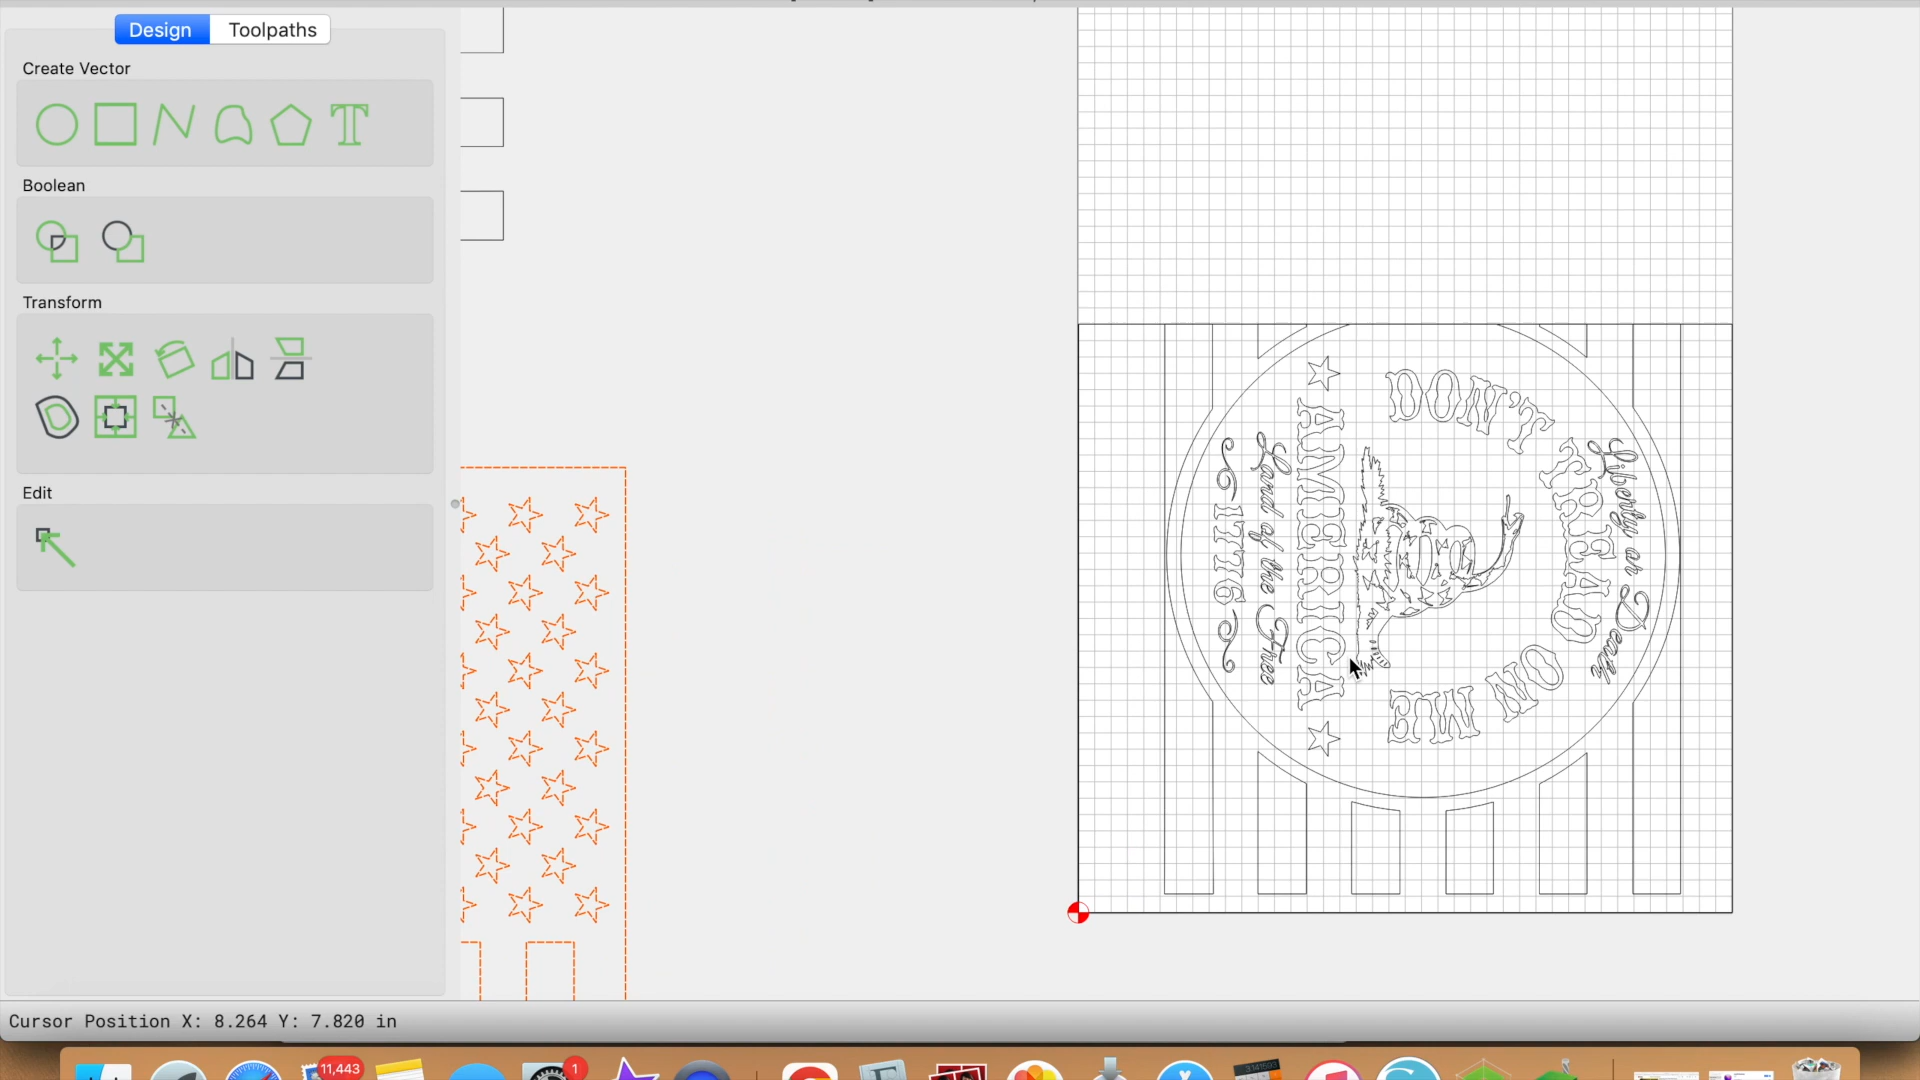 Design
Toolpaths
Create Vector
Boolean
Transform
Edit
DON'T TREAD ON ME
Liberty or Death
AMERICA
Land of the Free
1776
Cursor Position X: 8.264 Y: 7.820 in
11,443
1